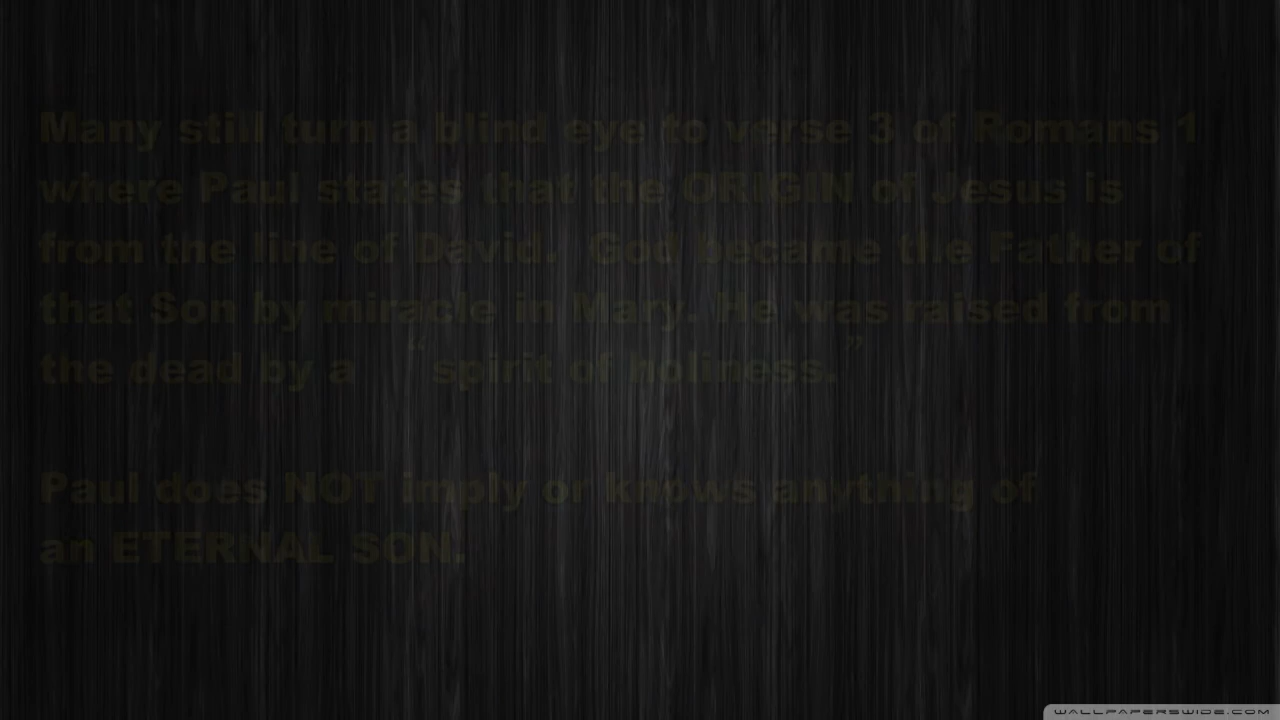 Many still turn a blind eye to verse 3 of Romans 1
where Paul states that the ORIGIN of Jesus is
from the line of David. God became the Father of
that Son by miracle in Mary. He was raised from
the dead by a “spirit of holiness.”
Paul does NOT imply or knows anything of
an ETERNAL SON.
WALLPAPERSWIDE.COM